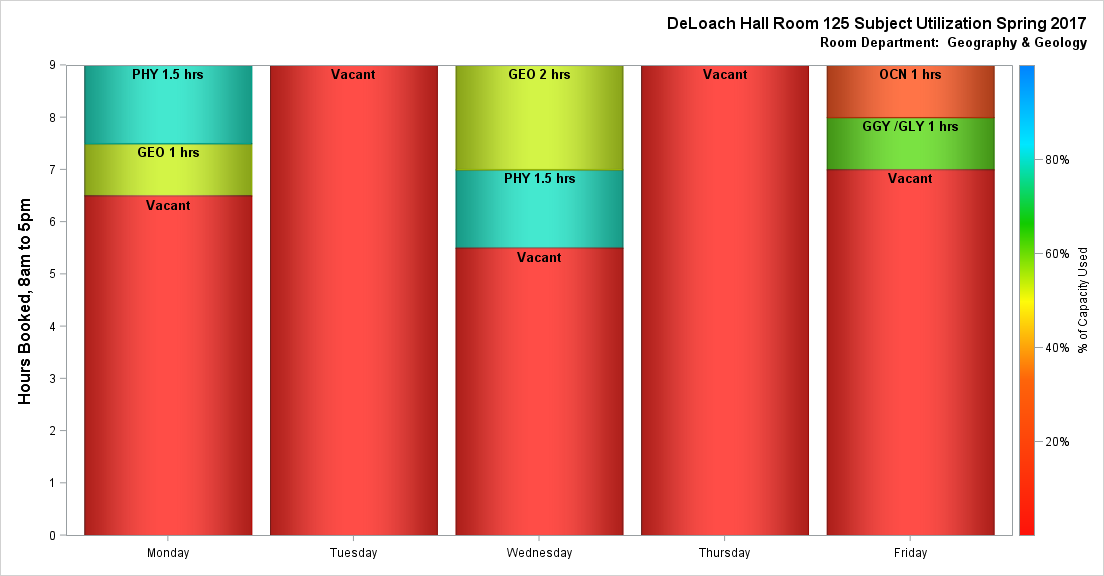 DeLoach Hall Room 125 Subject Utilization Spring 2017
Room Department: Geography & Geology
Hours Booked, 8am to 5pm
9
8
7
6
5
4
3
2
1
0
PHY 1.5 hrs
GEO 1 hrs
Vacant
Vacant
GEO 2 hrs
PHY 1.5 hrs
Vacant
Vacant
OCN 1 hrs
GGY /GLY 1 hrs
Vacant
Monday
Tuesday
Wednesday
Thursday
Friday
80%
60%
40%
20%
% of Capacity Used